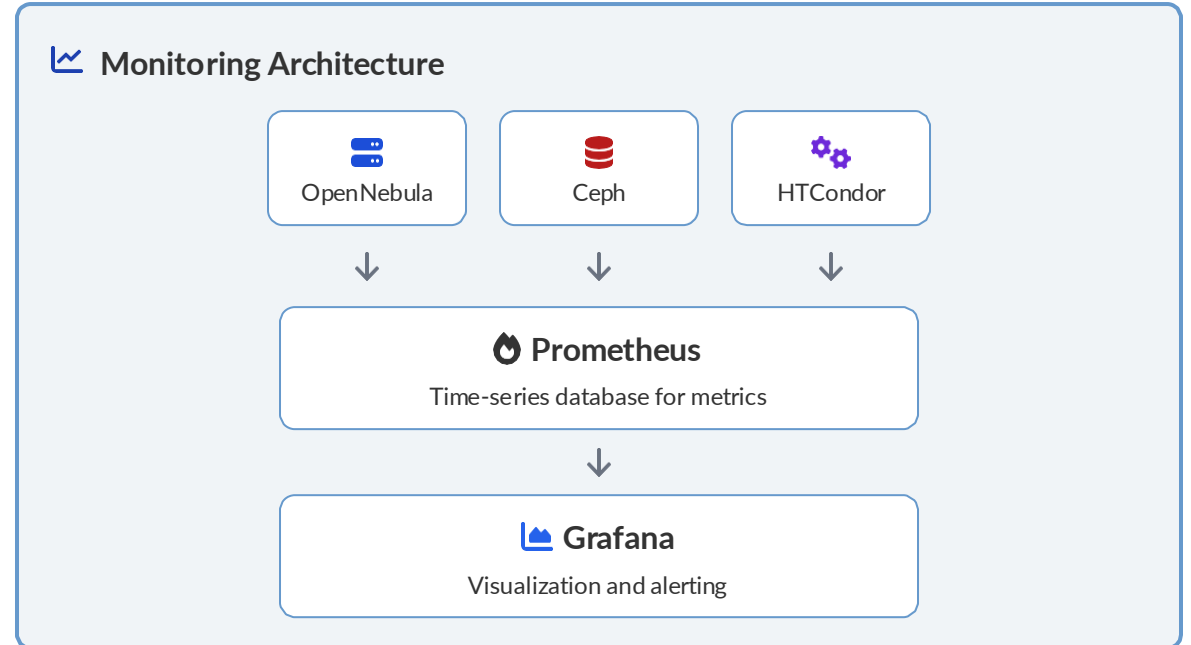 Monitoring Architecture
OpenNebula
Ceph
HTCondor
Prometheus
Time-series database for metrics
Grafana
Visualization and alerting